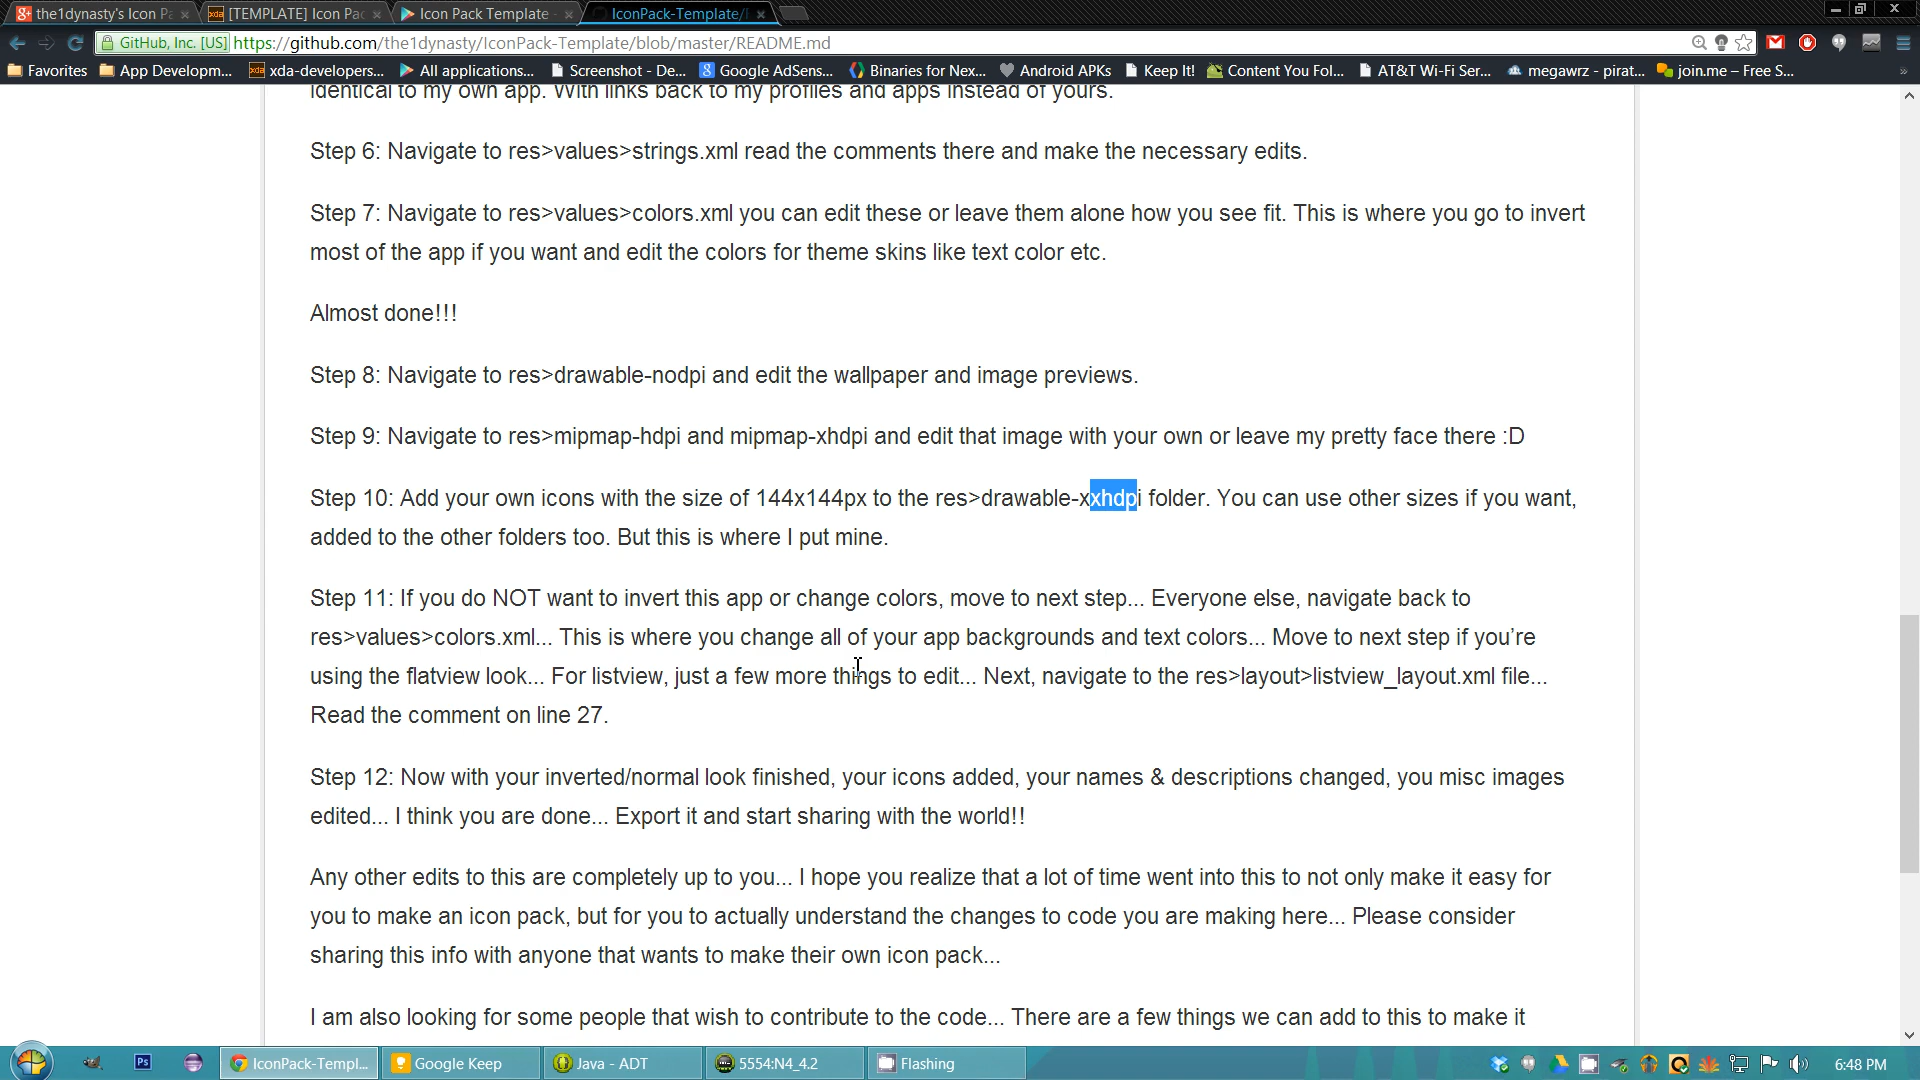 the1dynasty's Icon Pa
[TEMPLATE] Icon Pac
Icon Pack Template -
IconPack-Template/
GitHub, Inc. [US] https://github.com/the1dynasty/IconPack-Template/blob/master/README.md
Favorites
App Developm...
xda-developers...
All applications...
Screenshot - De...
Google AdSens...
Binaries for Nex...
Android APKs
Keep It!
Content You Fol...
AT&T Wi-Fi Ser...
megawrz - pirat...
join.me – Free S...
identical to my own app. With links back to my profiles and apps instead of yours.
Step 6: Navigate to res>values>strings.xml read the comments there and make the necessary edits.
Step 7: Navigate to res>values>colors.xml you can edit these or leave them alone how you see fit. This is where you go to invert
most of the app if you want and edit the colors for theme skins like text color etc.
Almost done!!!
Step 8: Navigate to res>drawable-nodpi and edit the wallpaper and image previews.
Step 9: Navigate to res>mipmap-hdpi and mipmap-xhdpi and edit that image with your own or leave my pretty face there :D
Step 10: Add your own icons with the size of 144x144px to the res>drawable-xxhdpi folder. You can use other sizes if you want,
added to the other folders too. But this is where I put mine.
Step 11: If you do NOT want to invert this app or change colors, move to next step... Everyone else, navigate back to
res>values>colors.xml... This is where you change all of your app backgrounds and text colors... Move to next step if you're
using the flatview look... For listview, just a few more things to edit... Next, navigate to the res>layout>listview_layout.xml file...
Read the comment on line 27.
Step 12: Now with your inverted/normal look finished, your icons added, your names & descriptions changed, you misc images
edited... I think you are done... Export it and start sharing with the world!!
Any other edits to this are completely up to you... I hope you realize that a lot of time went into this to not only make it easy for
you to make an icon pack, but for you to actually understand the changes to code you are making here... Please consider
sharing this info with anyone that wants to make their own icon pack...
I am also looking for some people that wish to contribute to the code... There are a few things we can add to this to make it
Ps
IconPack-Templ...
Google Keep
Java - ADT
5554:N4_4.2
Flashing
6:48 PM